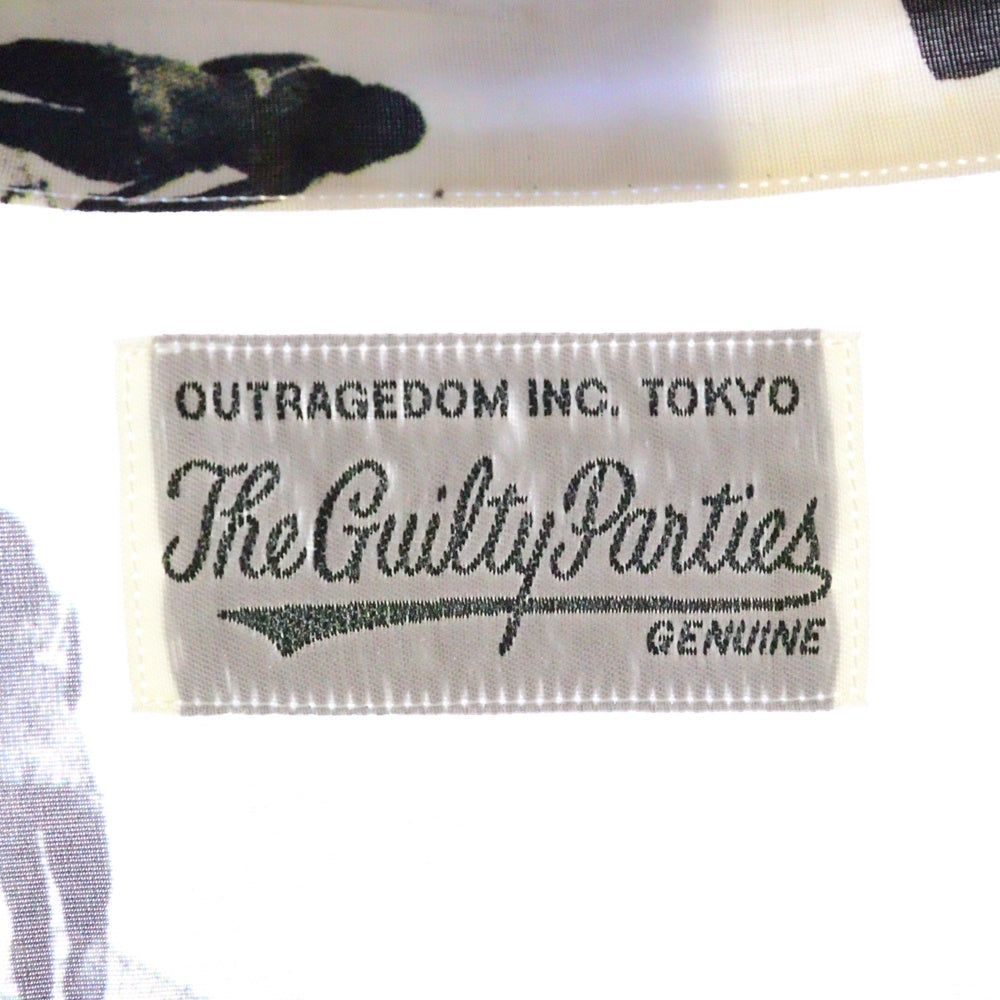 OUTRAGEDOM INC. TOKYO
The Guilty Parties
GENUINE